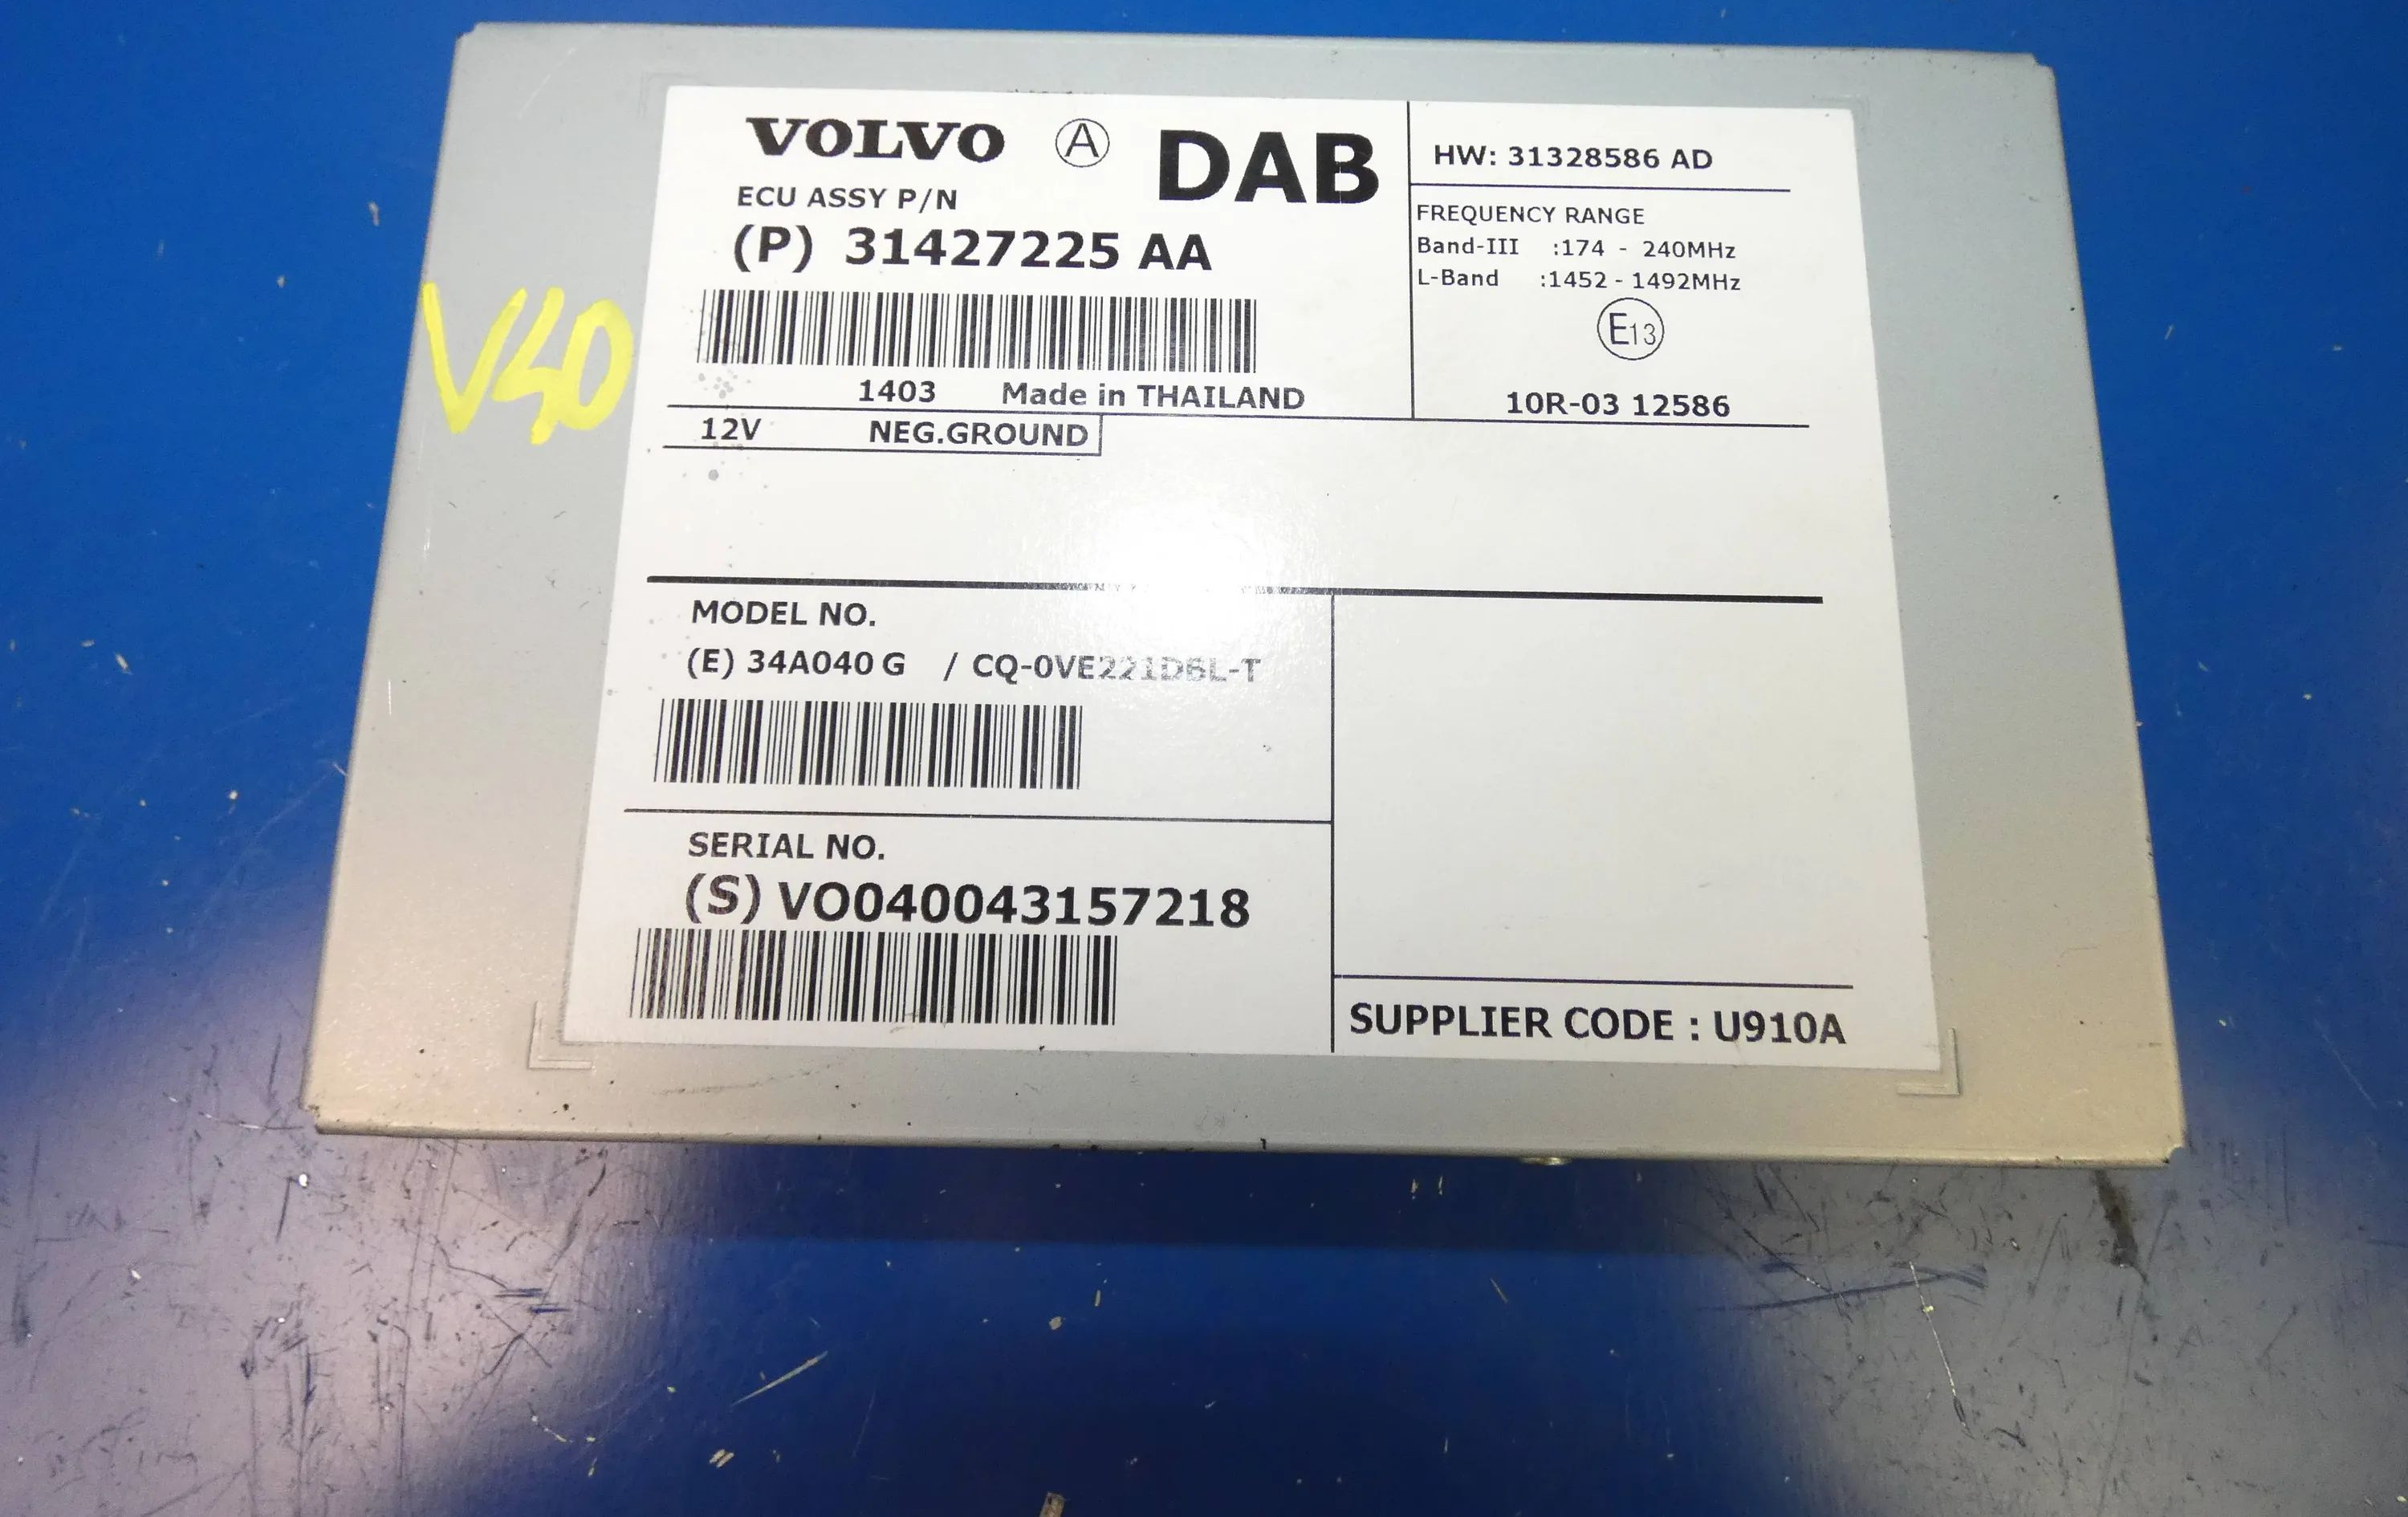 VOLVO Ⓐ DAB
ECU ASSY P/N
(P) 31427225 AA
1403 Made in THAILAND
12V NEG.GROUND
HW: 31328586 AD
FREQUENCY RANGE
Band-III :174 - 240MHz
L-Band :1452 - 1492MHz
E13
10R-03 12586
V40
MODEL NO.
(E) 34A040 G / CQ-0VE221DBL-T
SERIAL NO.
(S) VO040043157218
SUPPLIER CODE : U910A